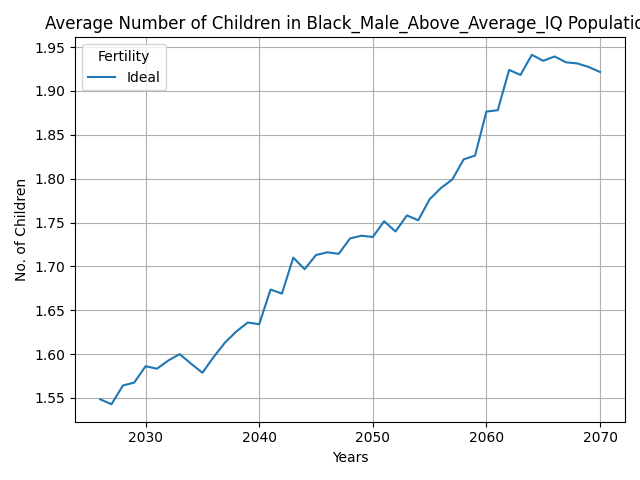 Average Number of Children in Black_Male_Above_Average_IQ Populatio
Fertility
Ideal
No. of Children
1.95
1.90
1.85
1.80
1.75
1.70
1.65
1.60
1.55
2030 2040 2050 2060 2070
Years